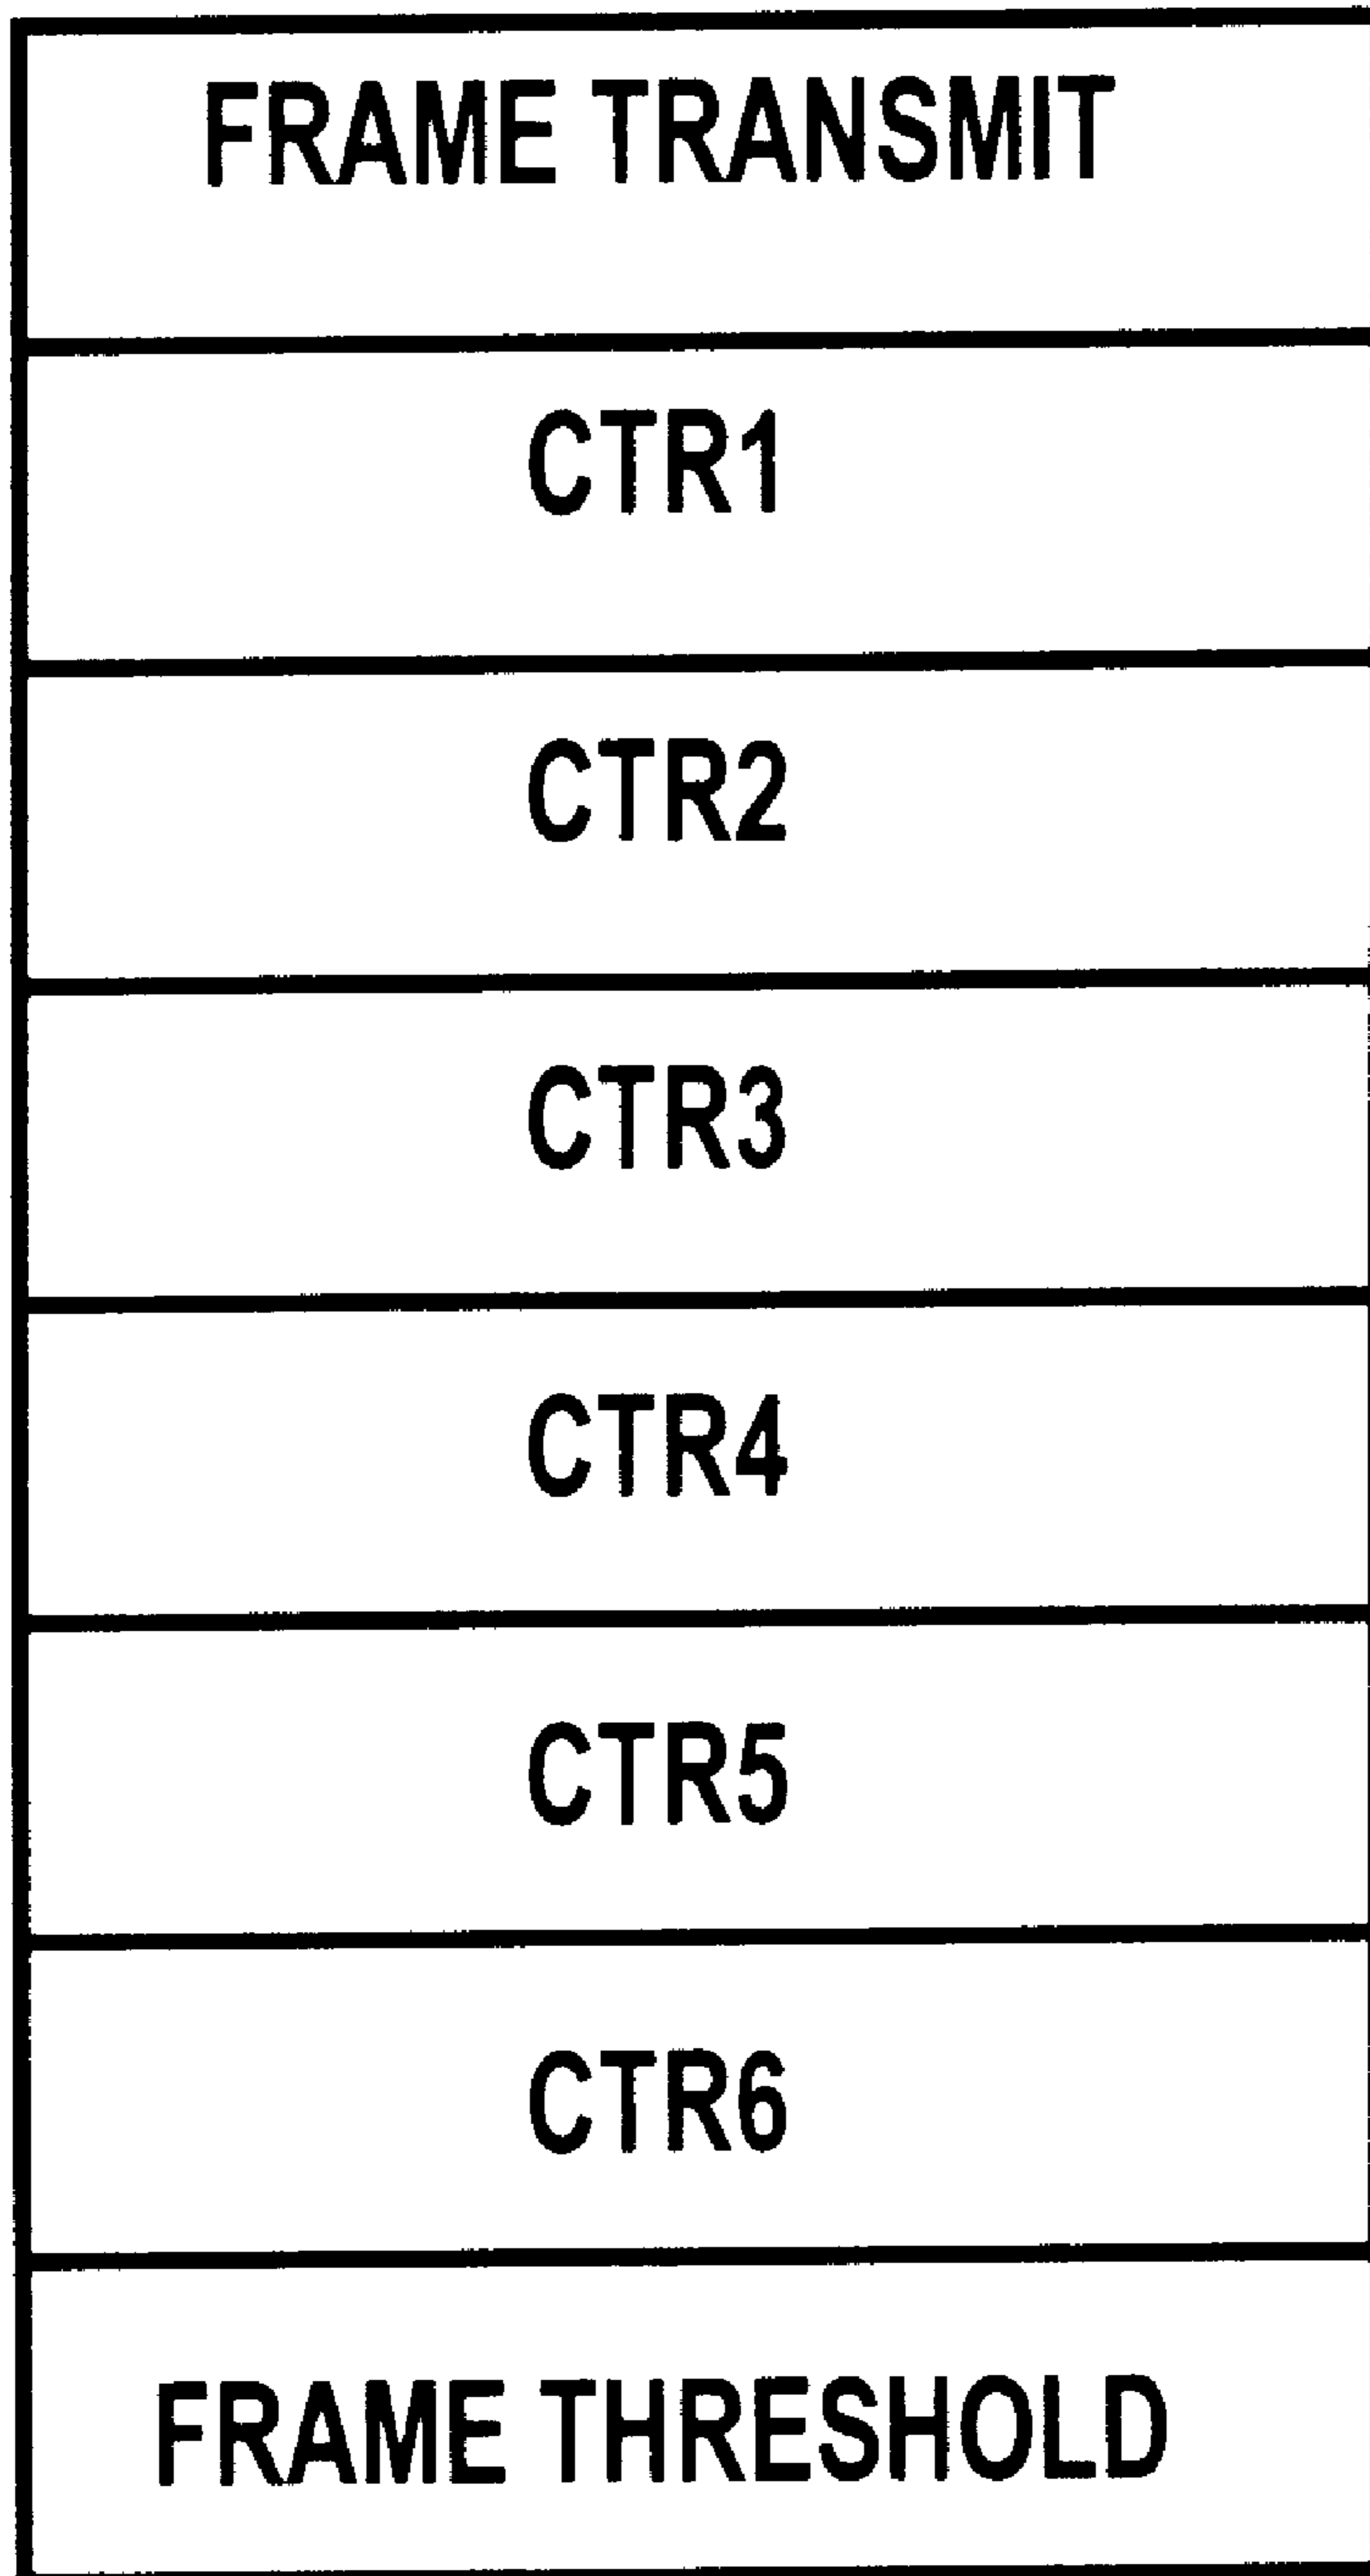 FRAME TRANSMIT
CTR1
CTR2
CTR3
CTR4
CTR5
CTR6
FRAME THRESHOLD